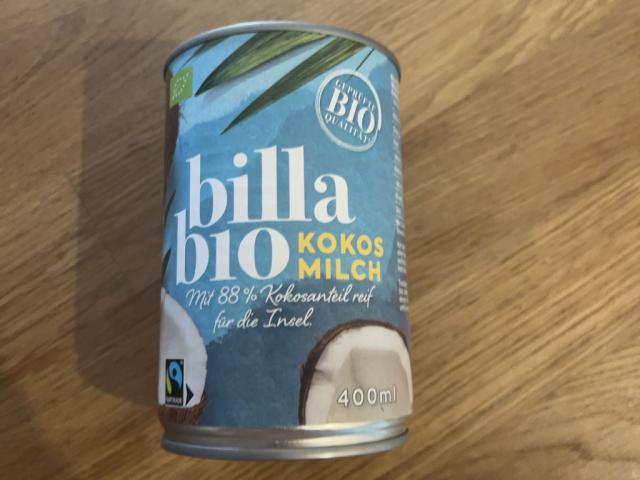 GEPRÜFTE
BIO
QUALITÄT
billa
bio
KOKOS
MILCH
Mit 88 % Kokosanteil reif
für die Insel.
FAIRTRADE
400ml